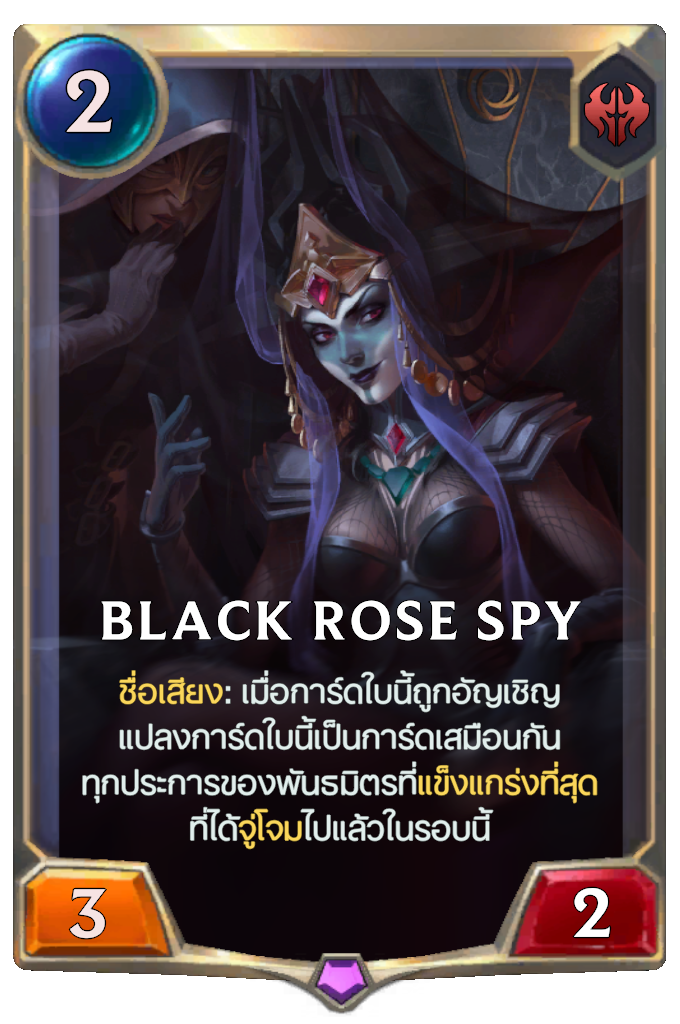 2
BLACK ROSE SPY
ชื่อเสียง: เมื่อการ์ดใบนี้ถูกอัญเชิญ
แปลงการ์ดใบนี้เป็นการ์ดเสมือนกัน
ทุกประการของพันธมิตรที่แข็งแกร่งที่สุด
ที่ได้จู่โจมไปแล้วในรอบนี้
3
2